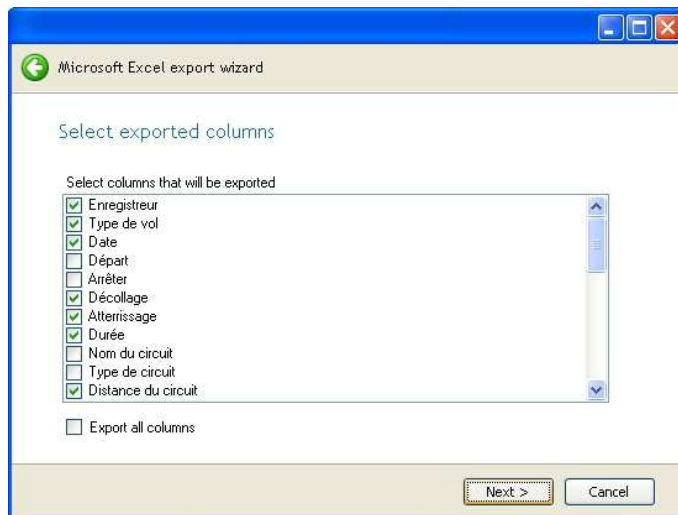 Microsoft Excel export wizard
Select exported columns
Select columns that will be exported
Enregistreur
Type de vol
Date
Départ
Arrêter
Décollage
Atterrissage
Durée
Nom du circuit
Type de circuit
Distance du circuit
Export all columns
Next >
Cancel